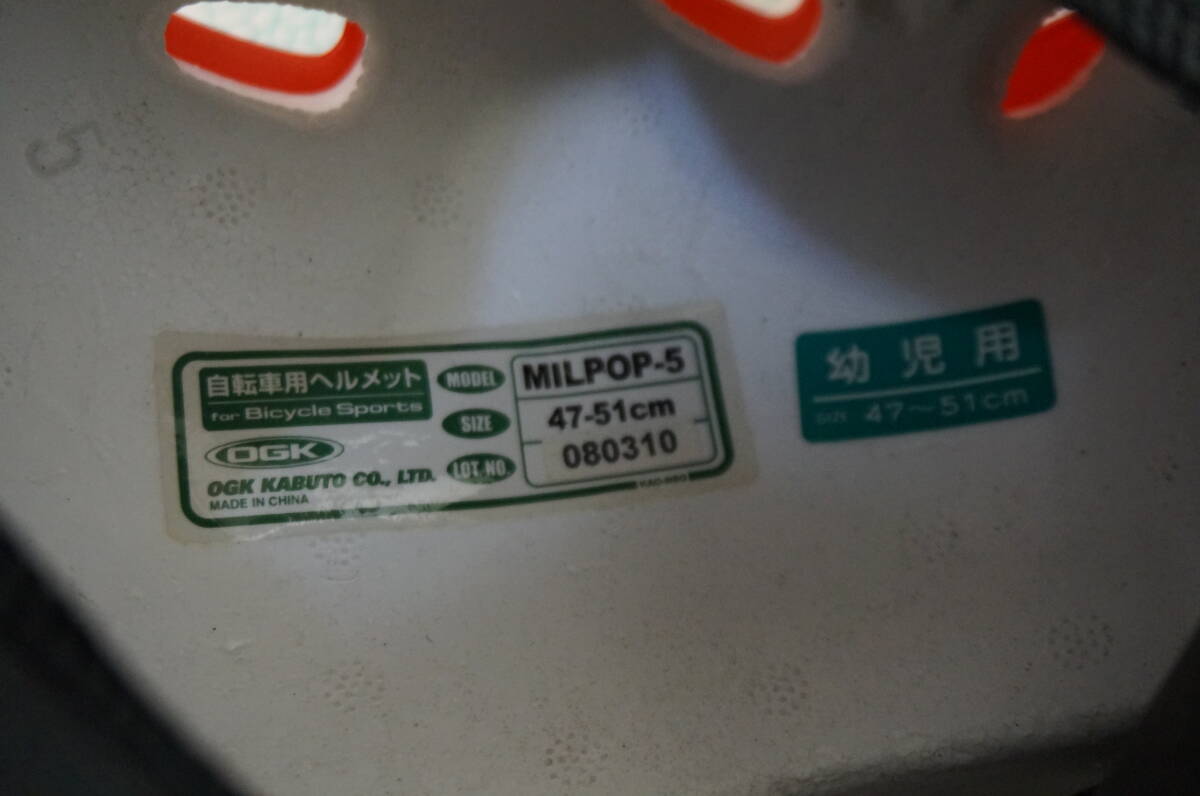 5
自転車用ヘルメット
for Bicycle Sports
OGK
OGK KABUTO CO., LTD.
MADE IN CHINA
MODEL MILPOP-5
SIZE 47-51cm
LOT.NO 080310
幼児用
SIZE 47～51cm